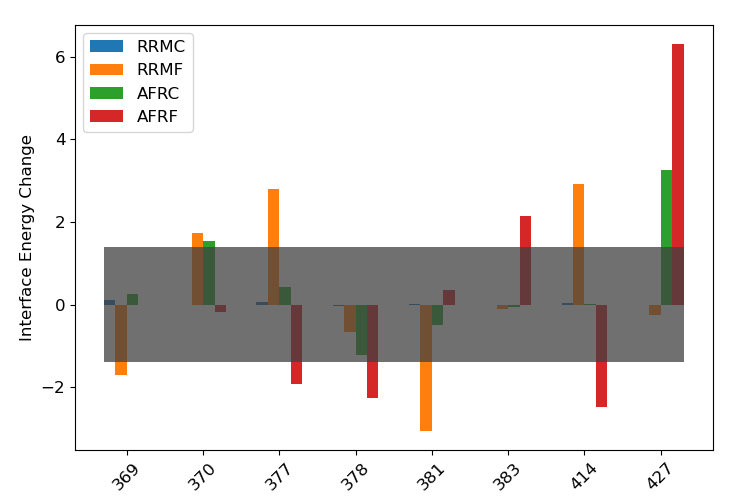 RRMC
RRMF
AFRC
AFRF
Interface Energy Change
6
4
2
0
−2
369
370
377
378
381
383
414
427